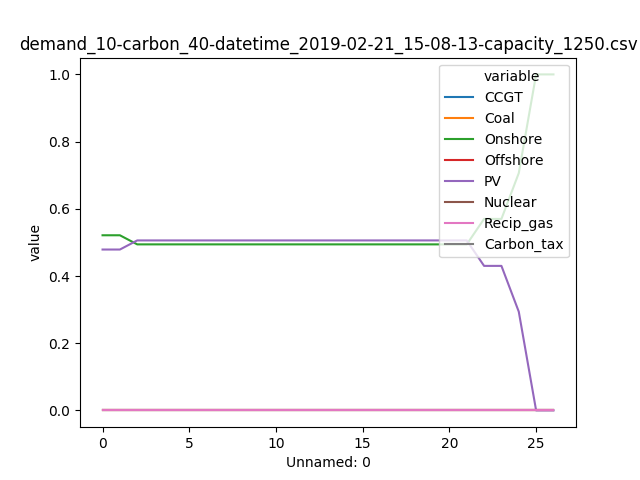 demand_10-carbon_40-datetime_2019-02-21_15-08-13-capacity_1250.csv
variable
CCGT
Coal
Onshore
Offshore
PV
Nuclear
Recip_gas
Carbon_tax
value
1.0
0.8
0.6
0.4
0.2
0.0
0 5 10 15 20 25
Unnamed: 0